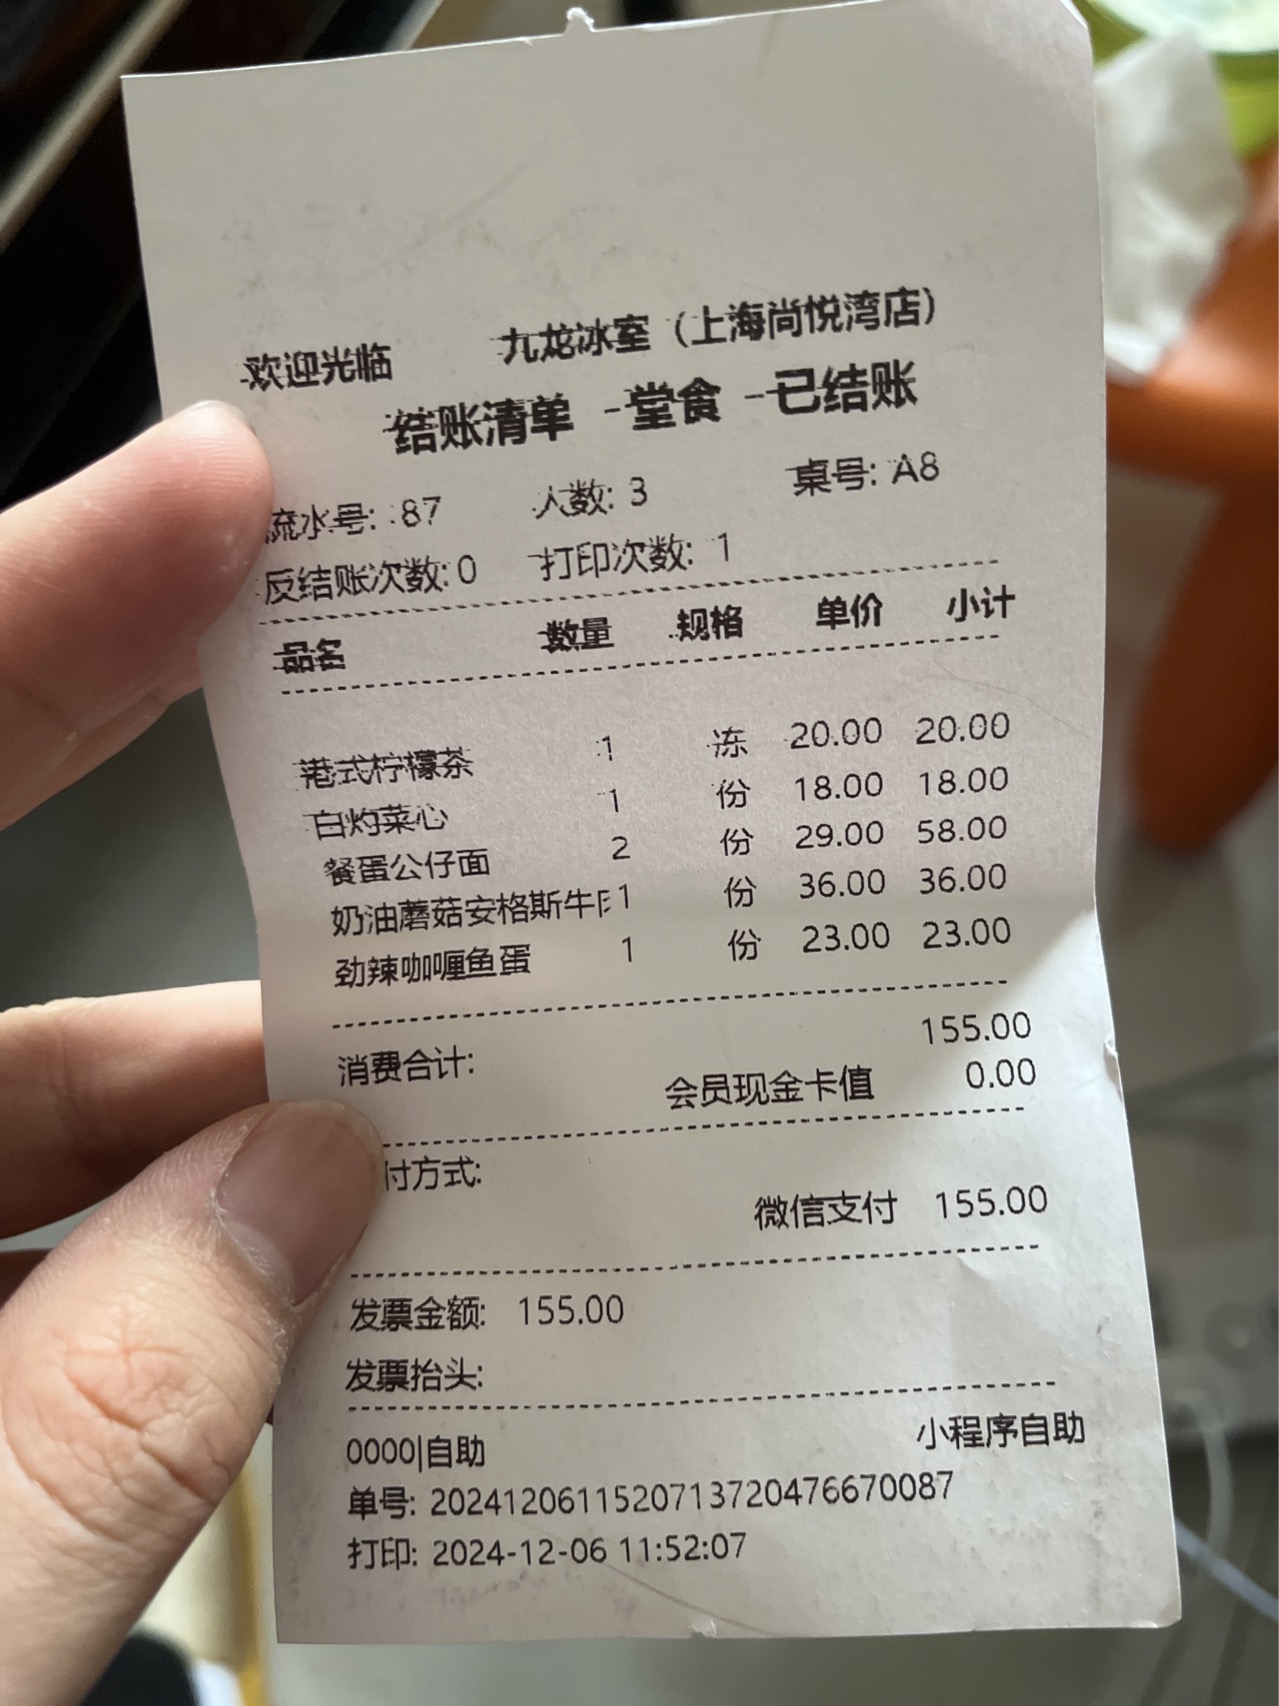 欢迎光临 九龙冰室（上海尚悦湾店）
结账清单 -堂食 -已结账
流水号: 87 人数: 3 桌号: A8
反结账次数:0 打印次数: 1
品名 数量 规格 单价 小计
港式柠檬茶 1 冻 20.00 20.00
白灼菜心 1 份 18.00 18.00
餐蛋公仔面 2 份 29.00 58.00
奶油蘑菇安格斯牛 1 份 36.00 36.00
劲辣咖喱鱼蛋 1 份 23.00 23.00
消费合计: 155.00
会员现金卡值 0.00
付方式:
微信支付 155.00
发票金额: 155.00
发票抬头:
0000|自助 小程序自助
单号: 2024120611520713720476670087
打印: 2024-12-06 11:52:07